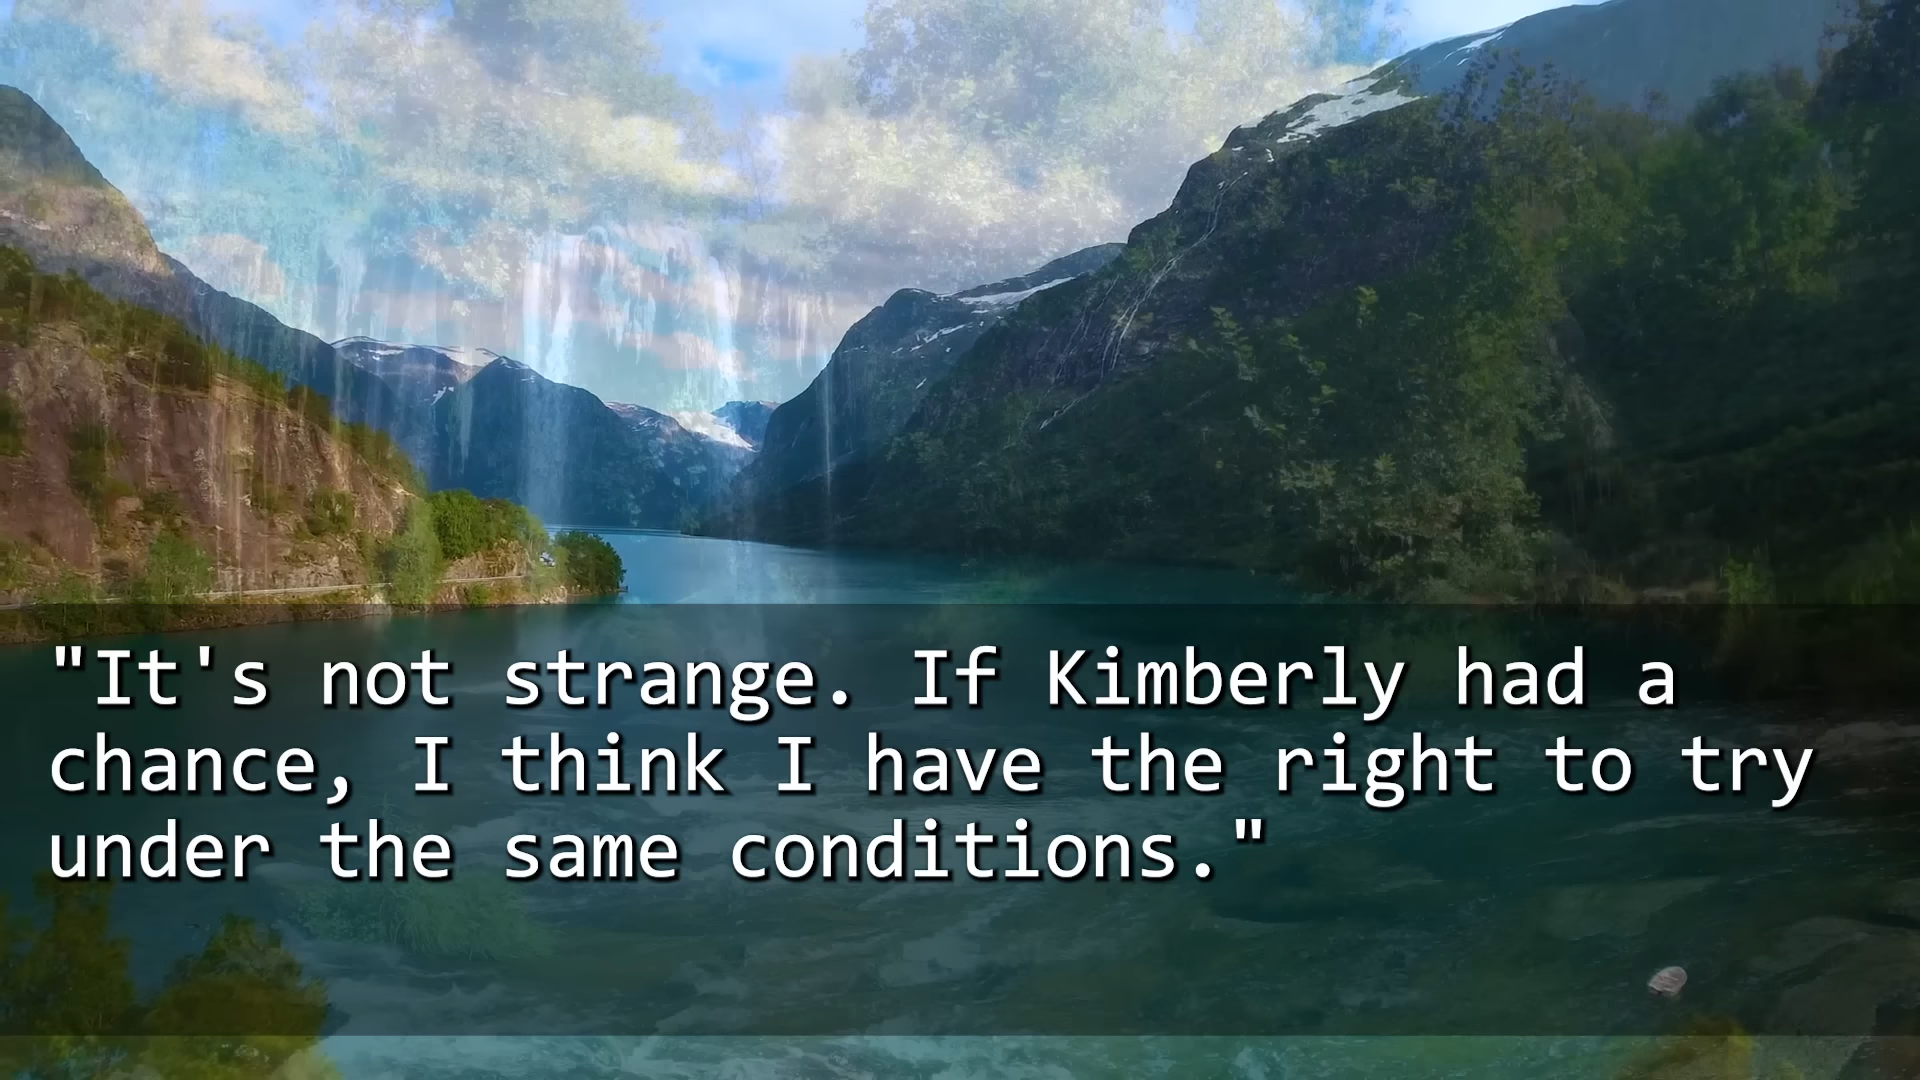 "It's not strange. If Kimberly had a
chance, I think I have the right to try
under the same conditions."